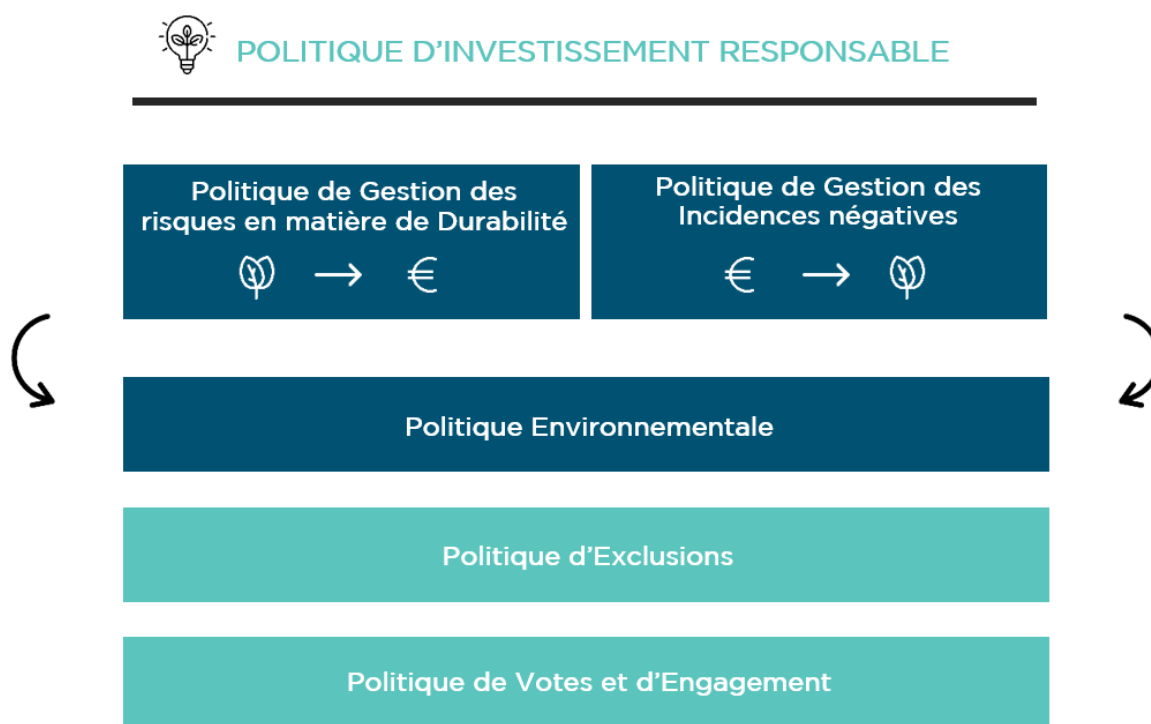 POLITIQUE D’INVESTISSEMENT RESPONSABLE
Politique de Gestion des
risques en matière de Durabilité
€
Politique de Gestion des
Incidences négatives
€
Politique Environnementale
Politique d’Exclusions
Politique de Votes et d’Engagement